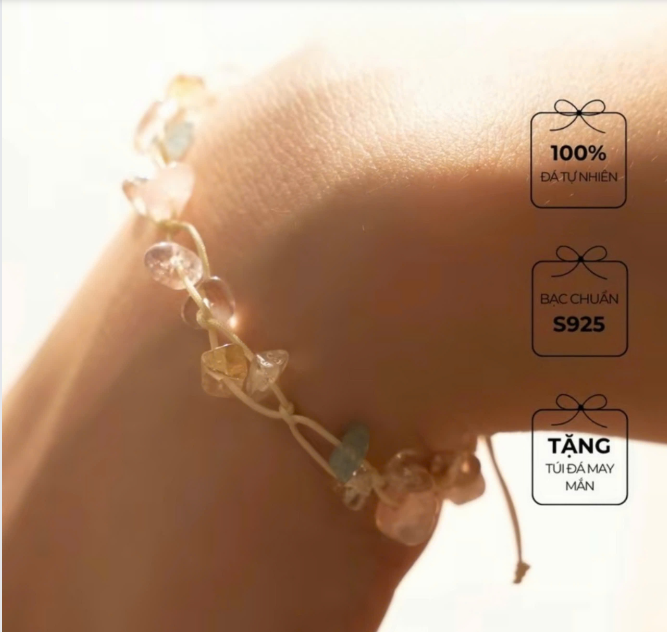 100%
ĐÁ TỰ NHIÊN
BẠC CHUẨN
S925
TẶNG
TÚI ĐÁ MAY
MẮN